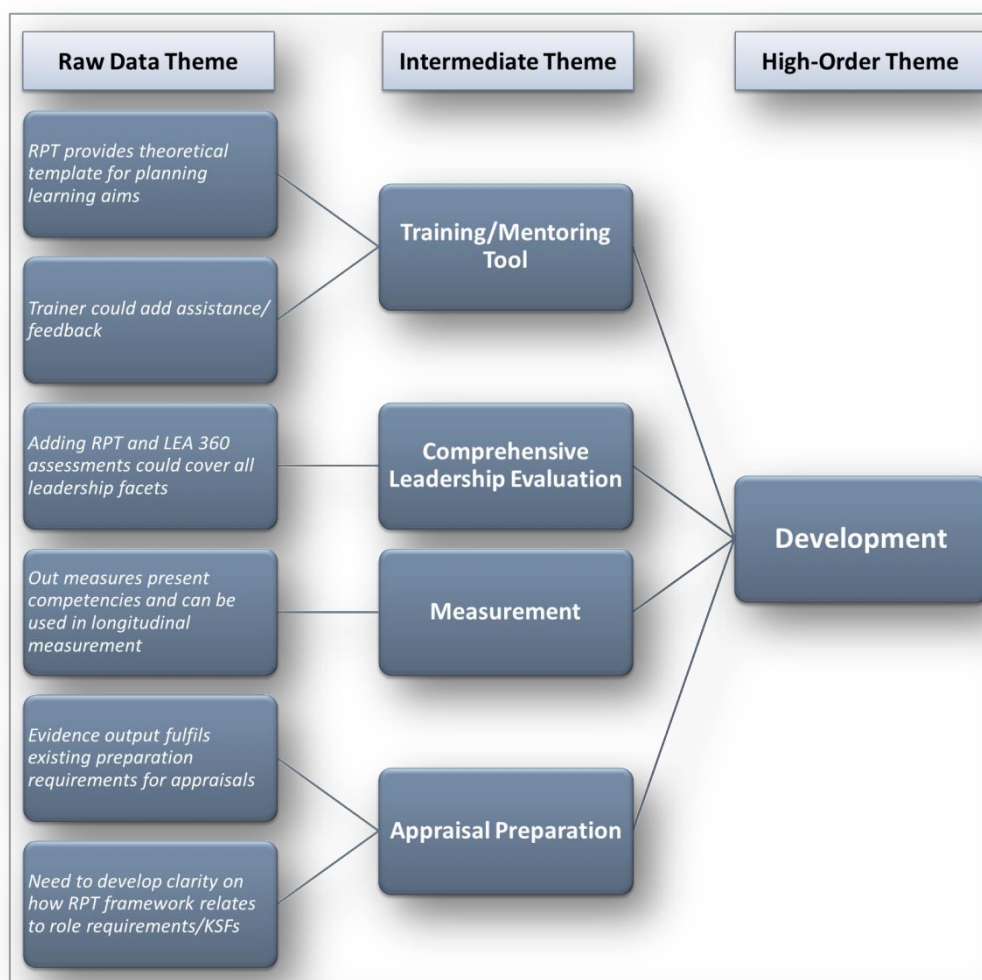 Raw Data Theme
Intermediate Theme
High-Order Theme
RPT provides theoretical
template for planning
learning aims
Trainer could add assistance/
feedback
Training/Mentoring
Tool
Adding RPT and LEA 360
assessments could cover all
leadership facets
Comprehensive
Leadership Evaluation
Out measures present
competencies and can be
used in longitudinal
measurement
Measurement
Development
Evidence output fulfils
existing preparation
requirements for appraisals
Need to develop clarity on
how RPT framework relates
to role requirements/KSFs
Appraisal Preparation